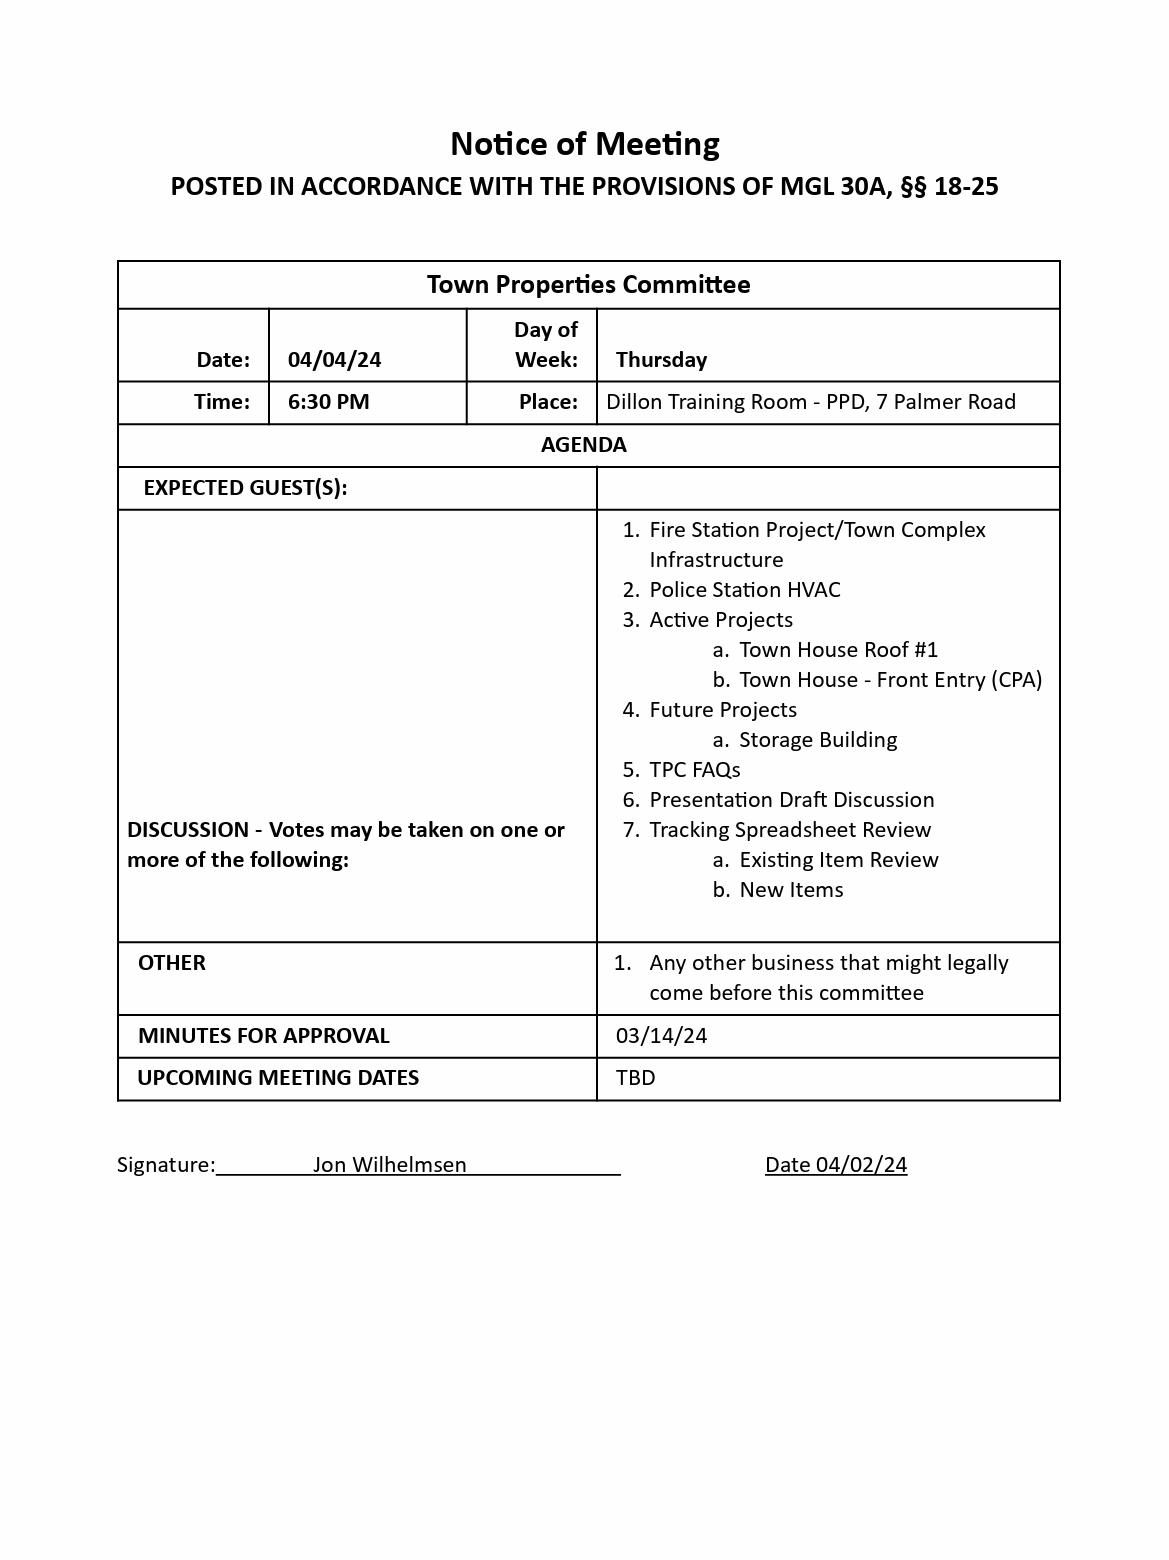 Notice of Meeting
POSTED IN ACCORDANCE WITH THE PROVISIONS OF MGL 30A, §§ 18-25
Town Properties Committee
Date: 04/04/24 Day of Week: Thursday
Time: 6:30 PM Place: Dillon Training Room - PPD, 7 Palmer Road
AGENDA
EXPECTED GUEST(S):
DISCUSSION - Votes may be taken on one or
more of the following:
1. Fire Station Project/Town Complex
Infrastructure
2. Police Station HVAC
3. Active Projects
a. Town House Roof #1
b. Town House - Front Entry (CPA)
4. Future Projects
a. Storage Building
5. TPC FAQs
6. Presentation Draft Discussion
7. Tracking Spreadsheet Review
a. Existing Item Review
b. New Items
OTHER
1. Any other business that might legally
come before this committee
MINUTES FOR APPROVAL 03/14/24
UPCOMING MEETING DATES TBD
Signature: Jon Wilhelmsen Date 04/02/24